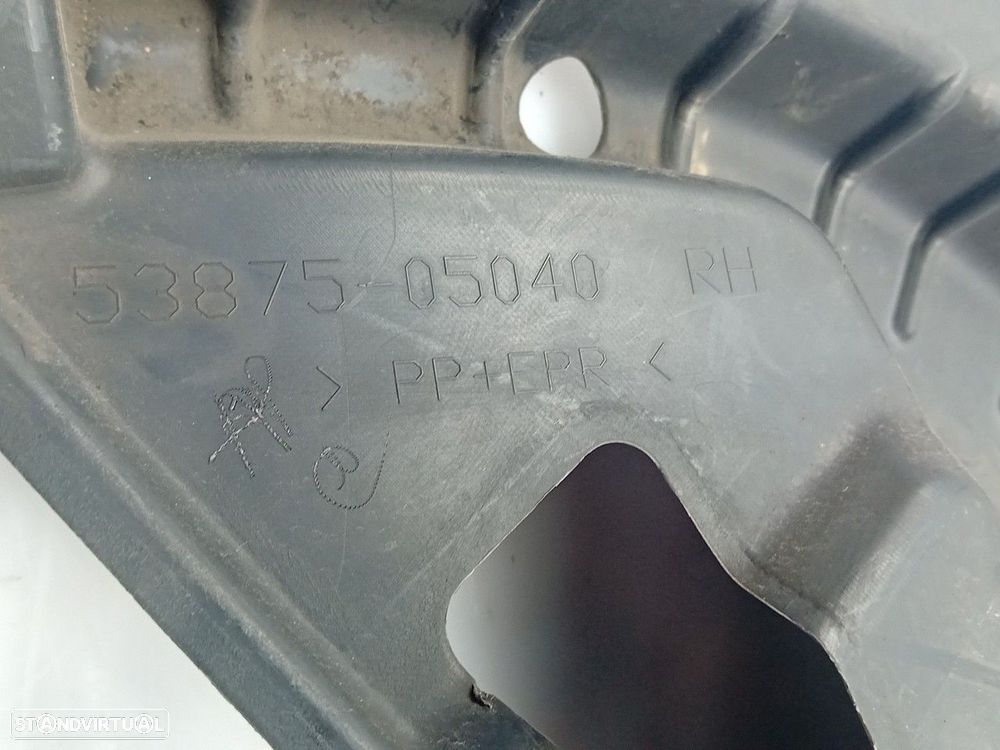 53875-05040 RH
> PP+EPR <
STANDVIRTUAL